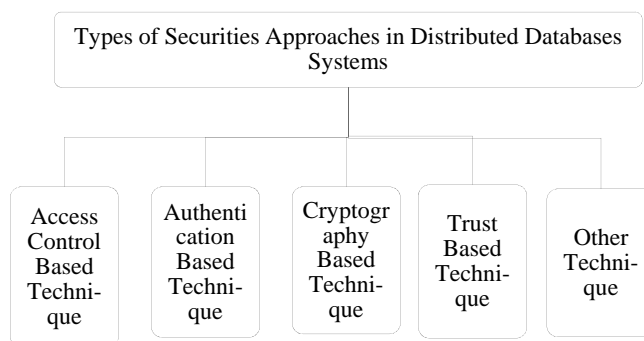 Types of Securities Approaches in Distributed Databases
Systems
Access
Control
Based
Techni-
que
Authenti
cation
Based
Techni-
que
Cryptogr
aphy
Based
Techni-
que
Trust
Based
Techni-
que
Other
Techni-
que